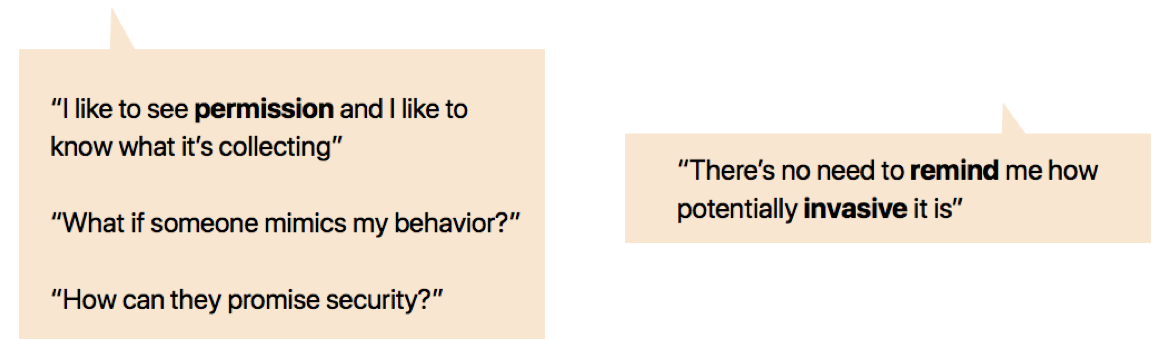 “I like to see permission and I like to
know what it’s collecting”
“What if someone mimics my behavior?”
“How can they promise security?”
“There’s no need to remind me how
potentially invasive it is”